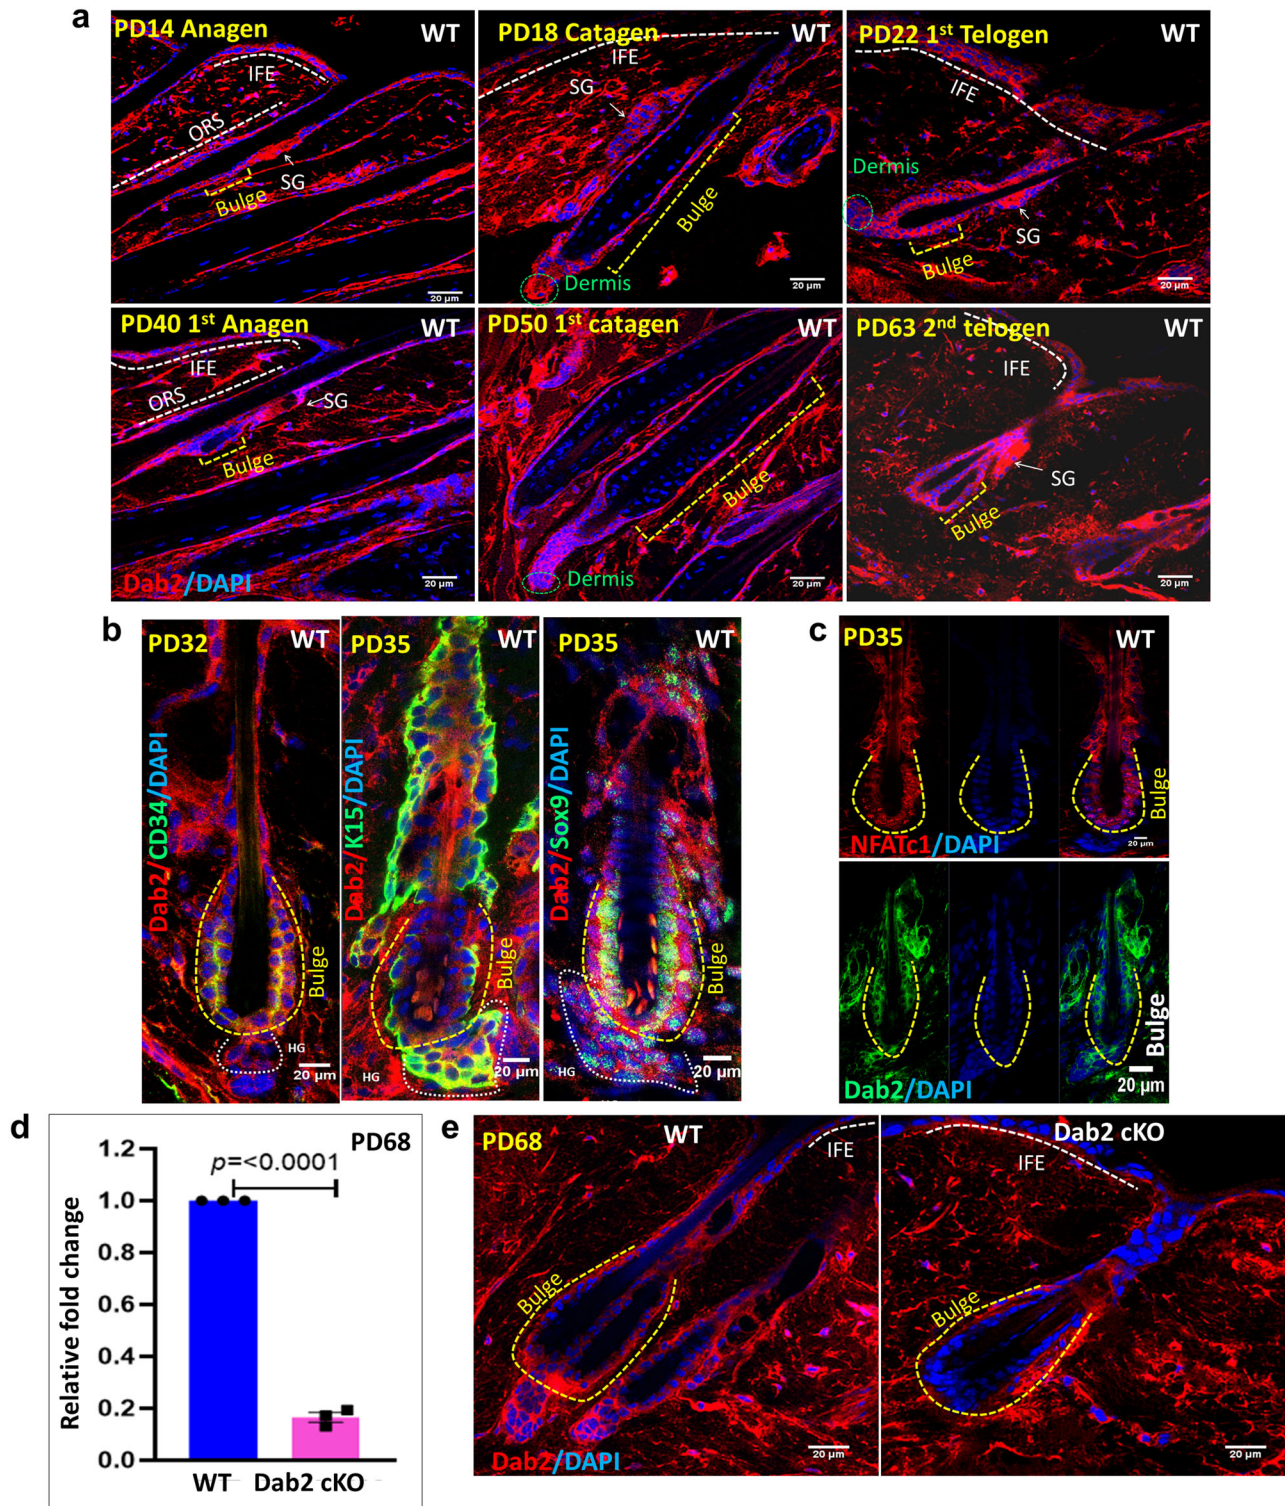 a
PD14 Anagen
WT
IFE
ORS
SG
Bulge
20 µm
PD18 Catagen
WT
IFE
SG
Bulge
Dermis
20 µm
PD22 1st Telogen
WT
IFE
Dermis
SG
Bulge
20 µm
PD40 1st Anagen
WT
IFE
ORS
SG
Bulge
Dab2/DAPI
20 µm
PD50 1st catagen
WT
Bulge
Dermis
20 µm
PD63 2nd telogen
WT
IFE
SG
Bulge
20 µm
b
PD32
WT
Dab2/CD34/DAPI
Bulge
HG
20 µm
PD35
WT
Dab2/K15/DAPI
Bulge
HG
20 µm
PD35
WT
Dab2/Sox9/DAPI
Bulge
HG
20 µm
c
PD35
WT
Bulge
NFATc1/DAPI
20 µm
Bulge
Dab2/DAPI
20 µm
d
PD68
p=<0.0001
Relative fold change
1.2
1.0
0.8
0.6
0.4
0.2
0.0
WT
Dab2 cKO
e
PD68
WT
IFE
Bulge
Dab2/DAPI
20 µm
Dab2 cKO
IFE
Bulge
20 µm